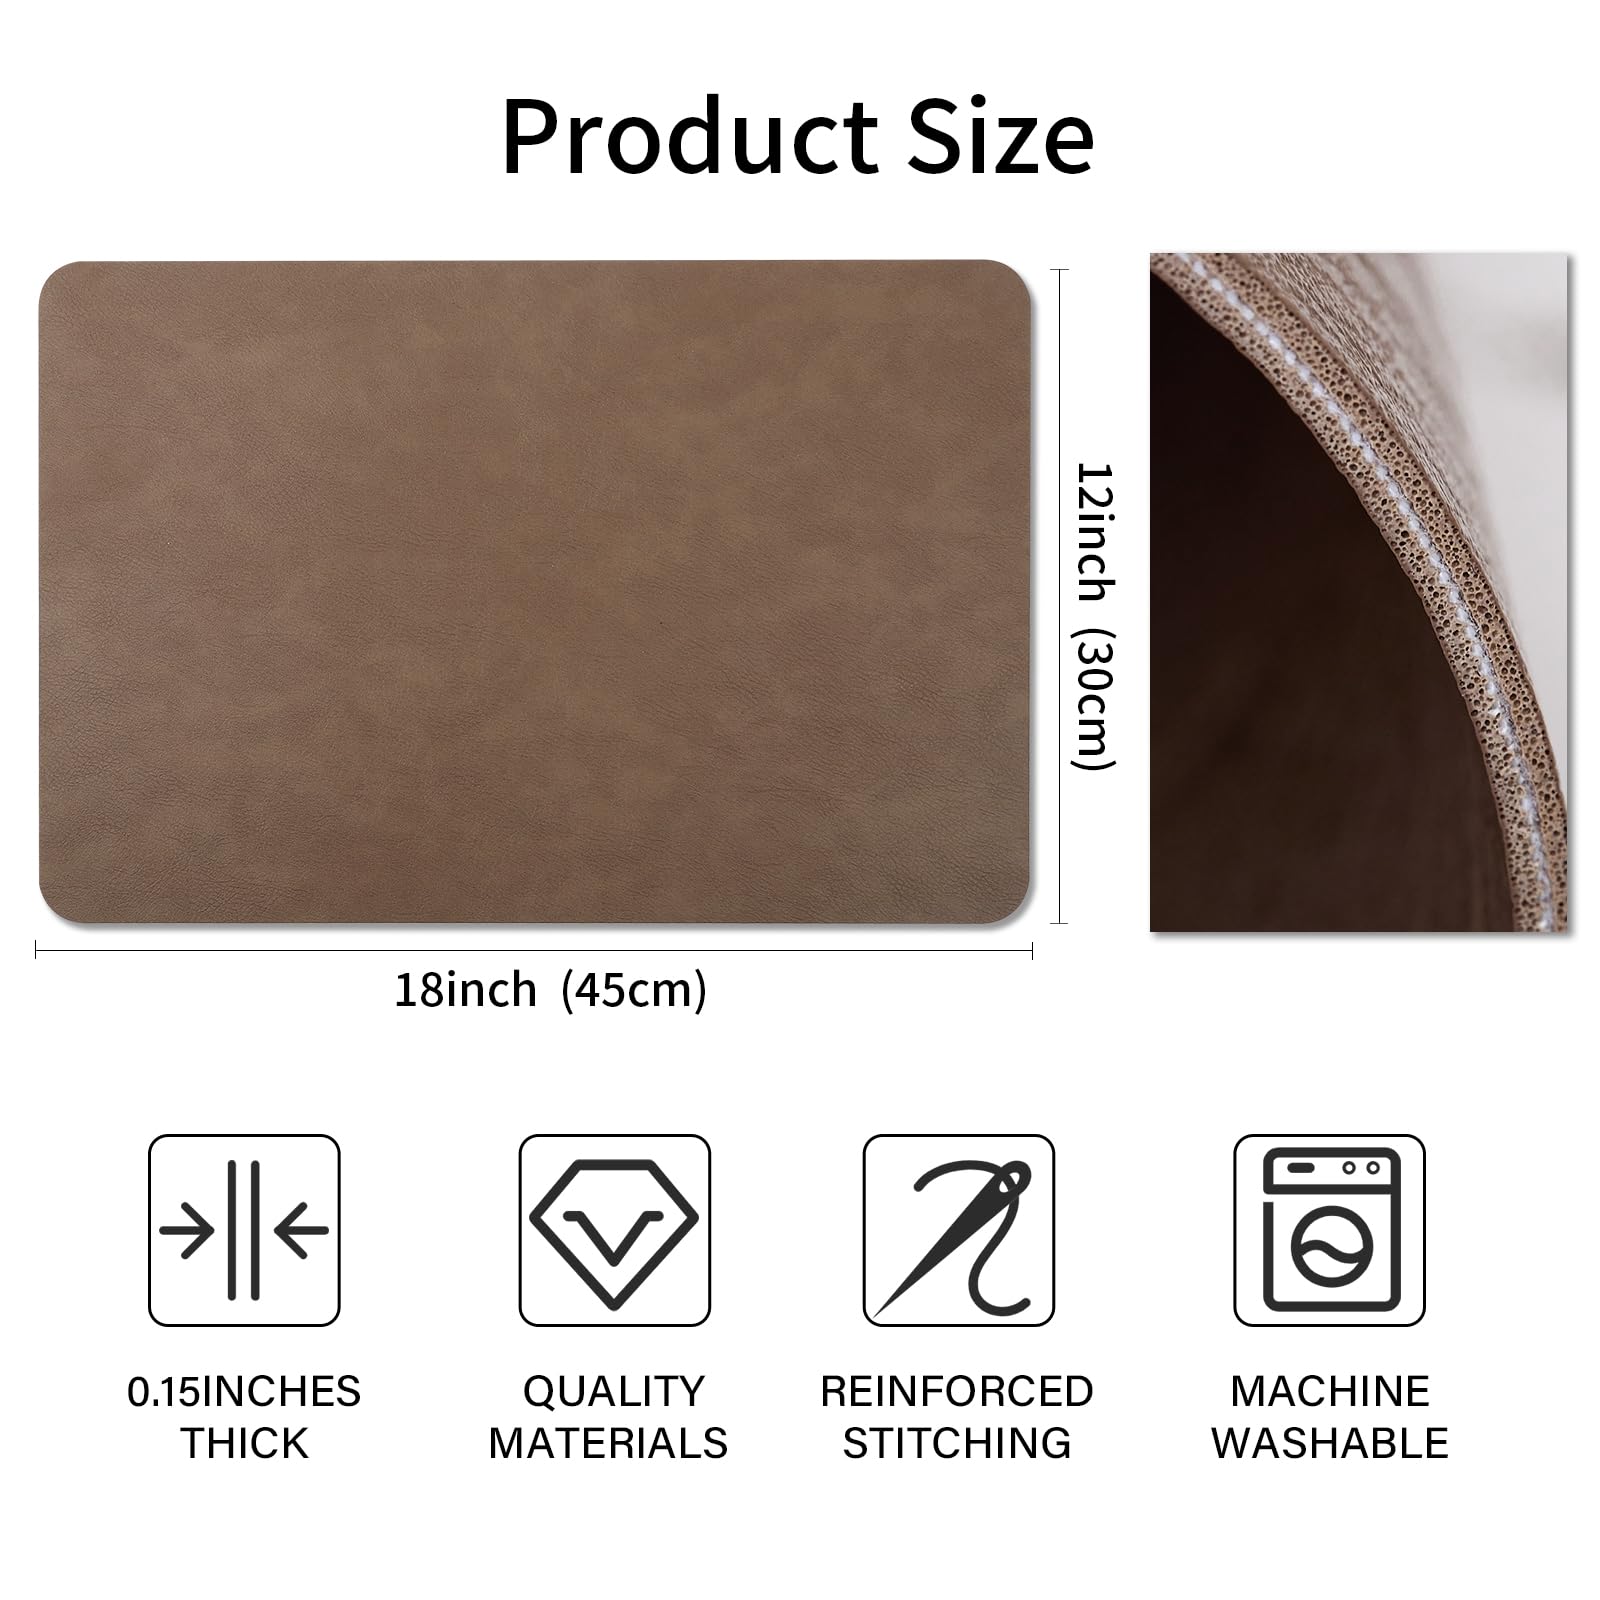 Product Size
12inch (30cm)
18inch (45cm)
0.15INCHES
THICK
QUALITY
MATERIALS
REINFORCED
STITCHING
MACHINE
WASHABLE